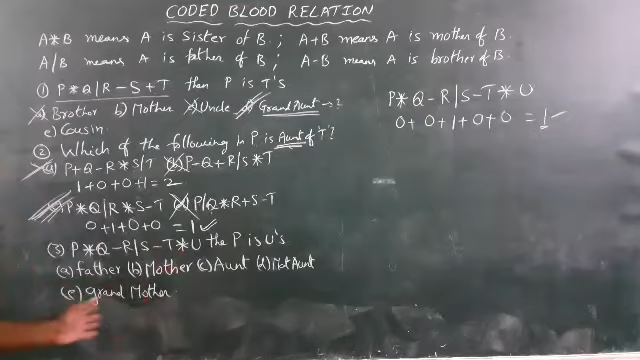 CODED BLOOD RELATION
A*B means A is sister of B ; A+B means A is mother of B.
A/B means A is father of B ; A-B means A is brother of B.
(1) P*Q/R-S+T then P is T's
a) Brother b) Mother c) Uncle d) Grand Aunt →?
e) Cousin.
(2) Which of the following in P is Aunt of T?
(a) P+Q-R*S/T (b) P-Q+R/S*T
1+0+0+1=2
(c) P*Q/R*S-T (d) P/Q*R+S-T
0+1+0+0 = 1 ✓
(3) P*Q-R/S-T*U the P is U's
(a) father (b) Mother (c) Aunt (d) Mat Aunt
(e) grand Mother
P*Q-R/S-T*U
0+0+1+0+0 = 1 ✓